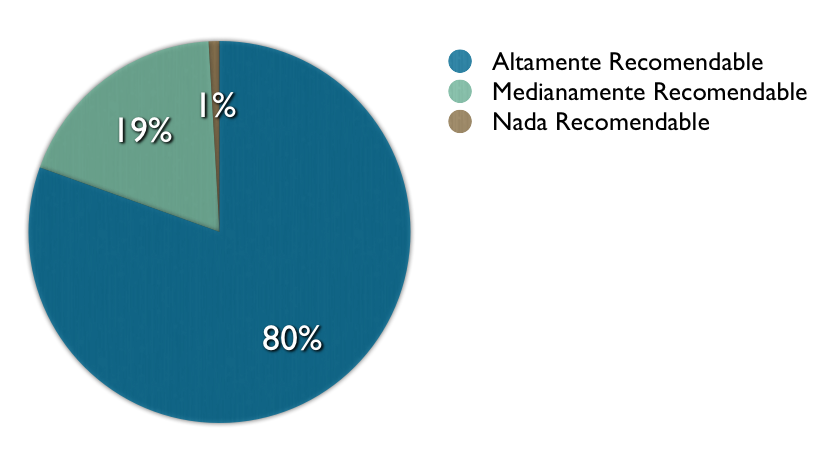 Altamente Recomendable
Medianamente Recomendable
Nada Recomendable
1%
19%
80%